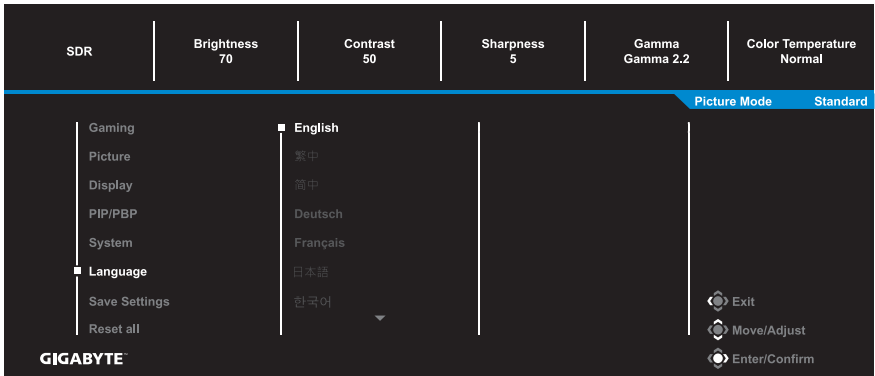 SDR
Brightness
70
Contrast
50
Sharpness
5
Gamma
Gamma 2.2
Color Temperature
Normal
Picture Mode Standard
Gaming
Picture
Display
PIP/PBP
System
Language
Save Settings
Reset all
English
繁中
简中
Deutsch
Français
日本語
한국어
Exit
Move/Adjust
Enter/Confirm
GIGABYTE™